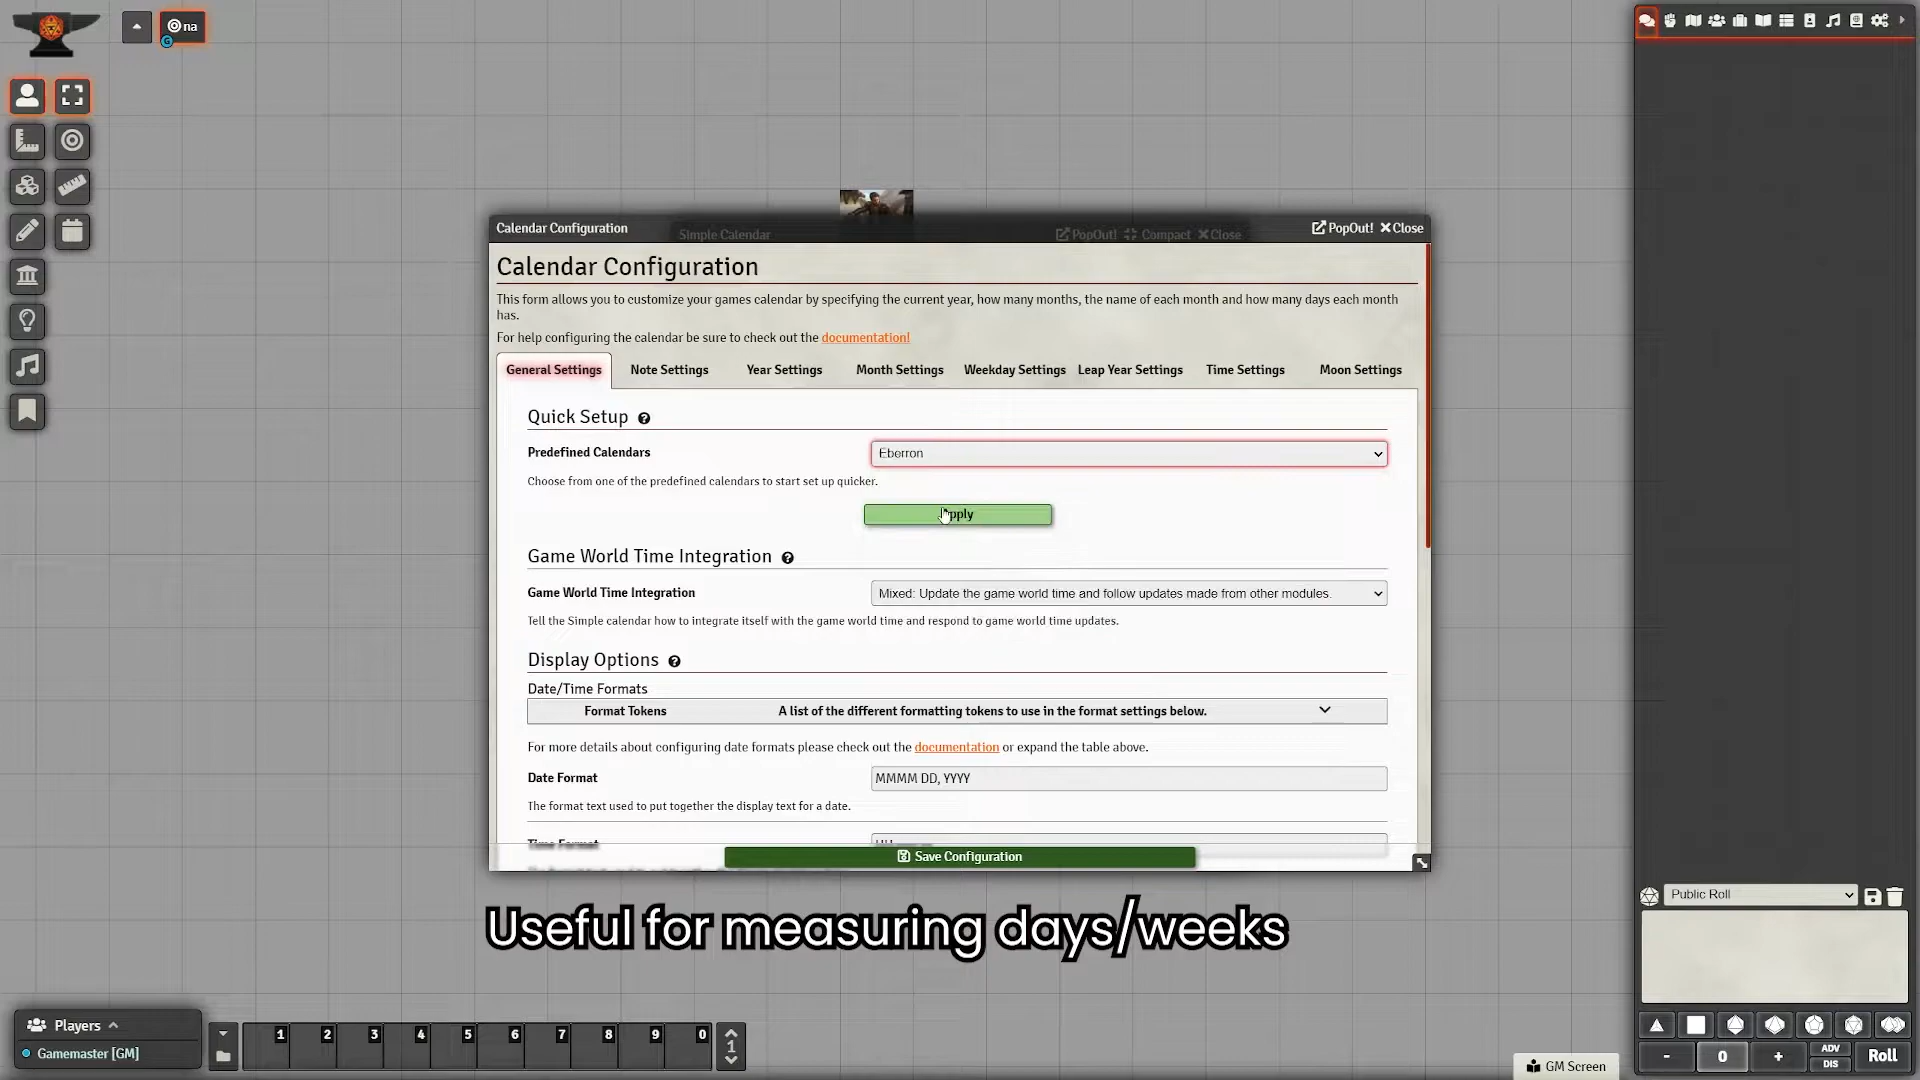 na
G
Calendar Configuration
PopOut! Close
Simple Calendar
PopOut! Compact Close
Calendar Configuration
This form allows you to customize your games calendar by specifying the current year, how many months, the name of each month and how many days each month
has.
For help configuring the calendar be sure to check out the documentation!
General Settings Note Settings Year Settings Month Settings Weekday Settings Leap Year Settings Time Settings Moon Settings
Quick Setup
Predefined Calendars Eberron
Choose from one of the predefined calendars to start set up quicker.
Apply
Game World Time Integration
Game World Time Integration Mixed: Update the game world time and follow updates made from other modules.
Tell the Simple calendar how to integrate itself with the game world time and respond to game world time updates.
Display Options
Date/Time Formats
Format Tokens A list of the different formatting tokens to use in the format settings below.
For more details about configuring date formats please check out the documentation or expand the table above.
Date Format MMMM DD, YYYY
The format text used to put together the display text for a date.
Time Format
Save Configuration
Useful for measuring days/weeks
Public Roll
Players
Gamemaster [GM]
1 2 3 4 5 6 7 8 9 0
1
GM Screen
- 0 + ADV DIS Roll